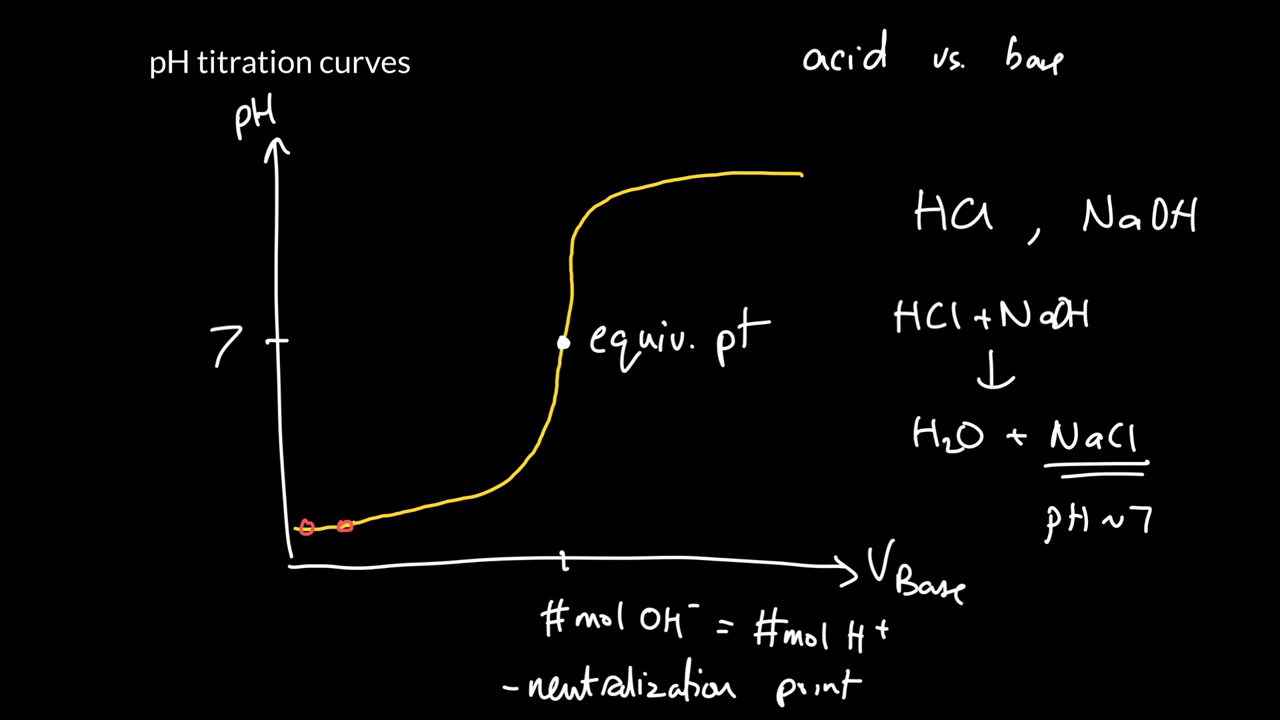 pH titration curves
acid vs. base
pH
HCl , NaOH
HCl + NaOH
7
equiv. pt
↓
H₂O + NaCl
pH ~ 7
V_Base
#mol OH⁻ = #mol H⁺
- neutralization point